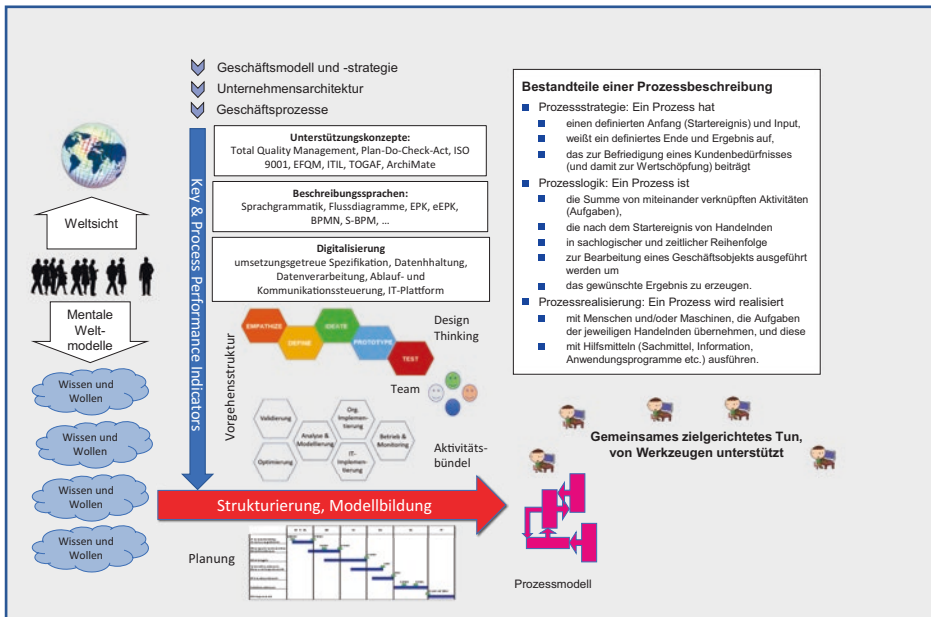 Geschäftsmodell und -strategie
Unternehmensarchitektur
Geschäftsprozesse
Weltsicht
Mentale
Welt-
modelle
Wissen und
Wollen
Wissen und
Wollen
Wissen und
Wollen
Wissen und
Wollen
Key & Process Performance Indicators
Unterstützungskonzepte:
Total Quality Management, Plan-Do-Check-Act, ISO
9001, EFQM, ITIL, TOGAF, ArchiMate
Beschreibungssprachen:
Sprachgrammatik, Flussdiagramme, EPK, eEPK,
BPMN, S-BPM, ...
Digitalisierung
umsetzungsgetreue Spezifikation, Datenhhaltung,
Datenverarbeitung, Ablauf- und
Kommunikationssteuerung, IT-Plattform
Vorgehensstruktur
EMPATHIZE
DEFINE
IDEATE
PROTOTYPE
TEST
Design
Thinking
Team
Validierung
Optimierung
Analyse &
Modellierung
Org.
Implemen-
tierung
IT-
Implemen-
tierung
Betrieb &
Monitoring
Aktivitäts-
bündel
Strukturierung, Modellbildung
Planung
Prozessmodell
Bestandteile einer Prozessbeschreibung
Prozessstrategie: Ein Prozess hat
einen definierten Anfang (Startereignis) und Input,
weißt ein definiertes Ende und Ergebnis auf,
das zur Befriedigung eines Kundenbedürfnisses
(und damit zur Wertschöpfung) beiträgt
Prozesslogik: Ein Prozess ist
die Summe von miteinander verknüpften Aktivitäten
(Aufgaben),
die nach dem Startereignis von Handelnden
in sachlogischer und zeitlicher Reihenfolge
zur Bearbeitung eines Geschäftsobjekts ausgeführt
werden um
das gewünschte Ergebnis zu erzeugen.
Prozessrealisierung: Ein Prozess wird realisiert
mit Menschen und/oder Maschinen, die Aufgaben
der jeweiligen Handelnden übernehmen, und diese
mit Hilfsmitteln (Sachmittel, Information,
Anwendungsprogramme etc.) ausführen.
Gemeinsames zielgerichtetes Tun,
von Werkzeugen unterstützt